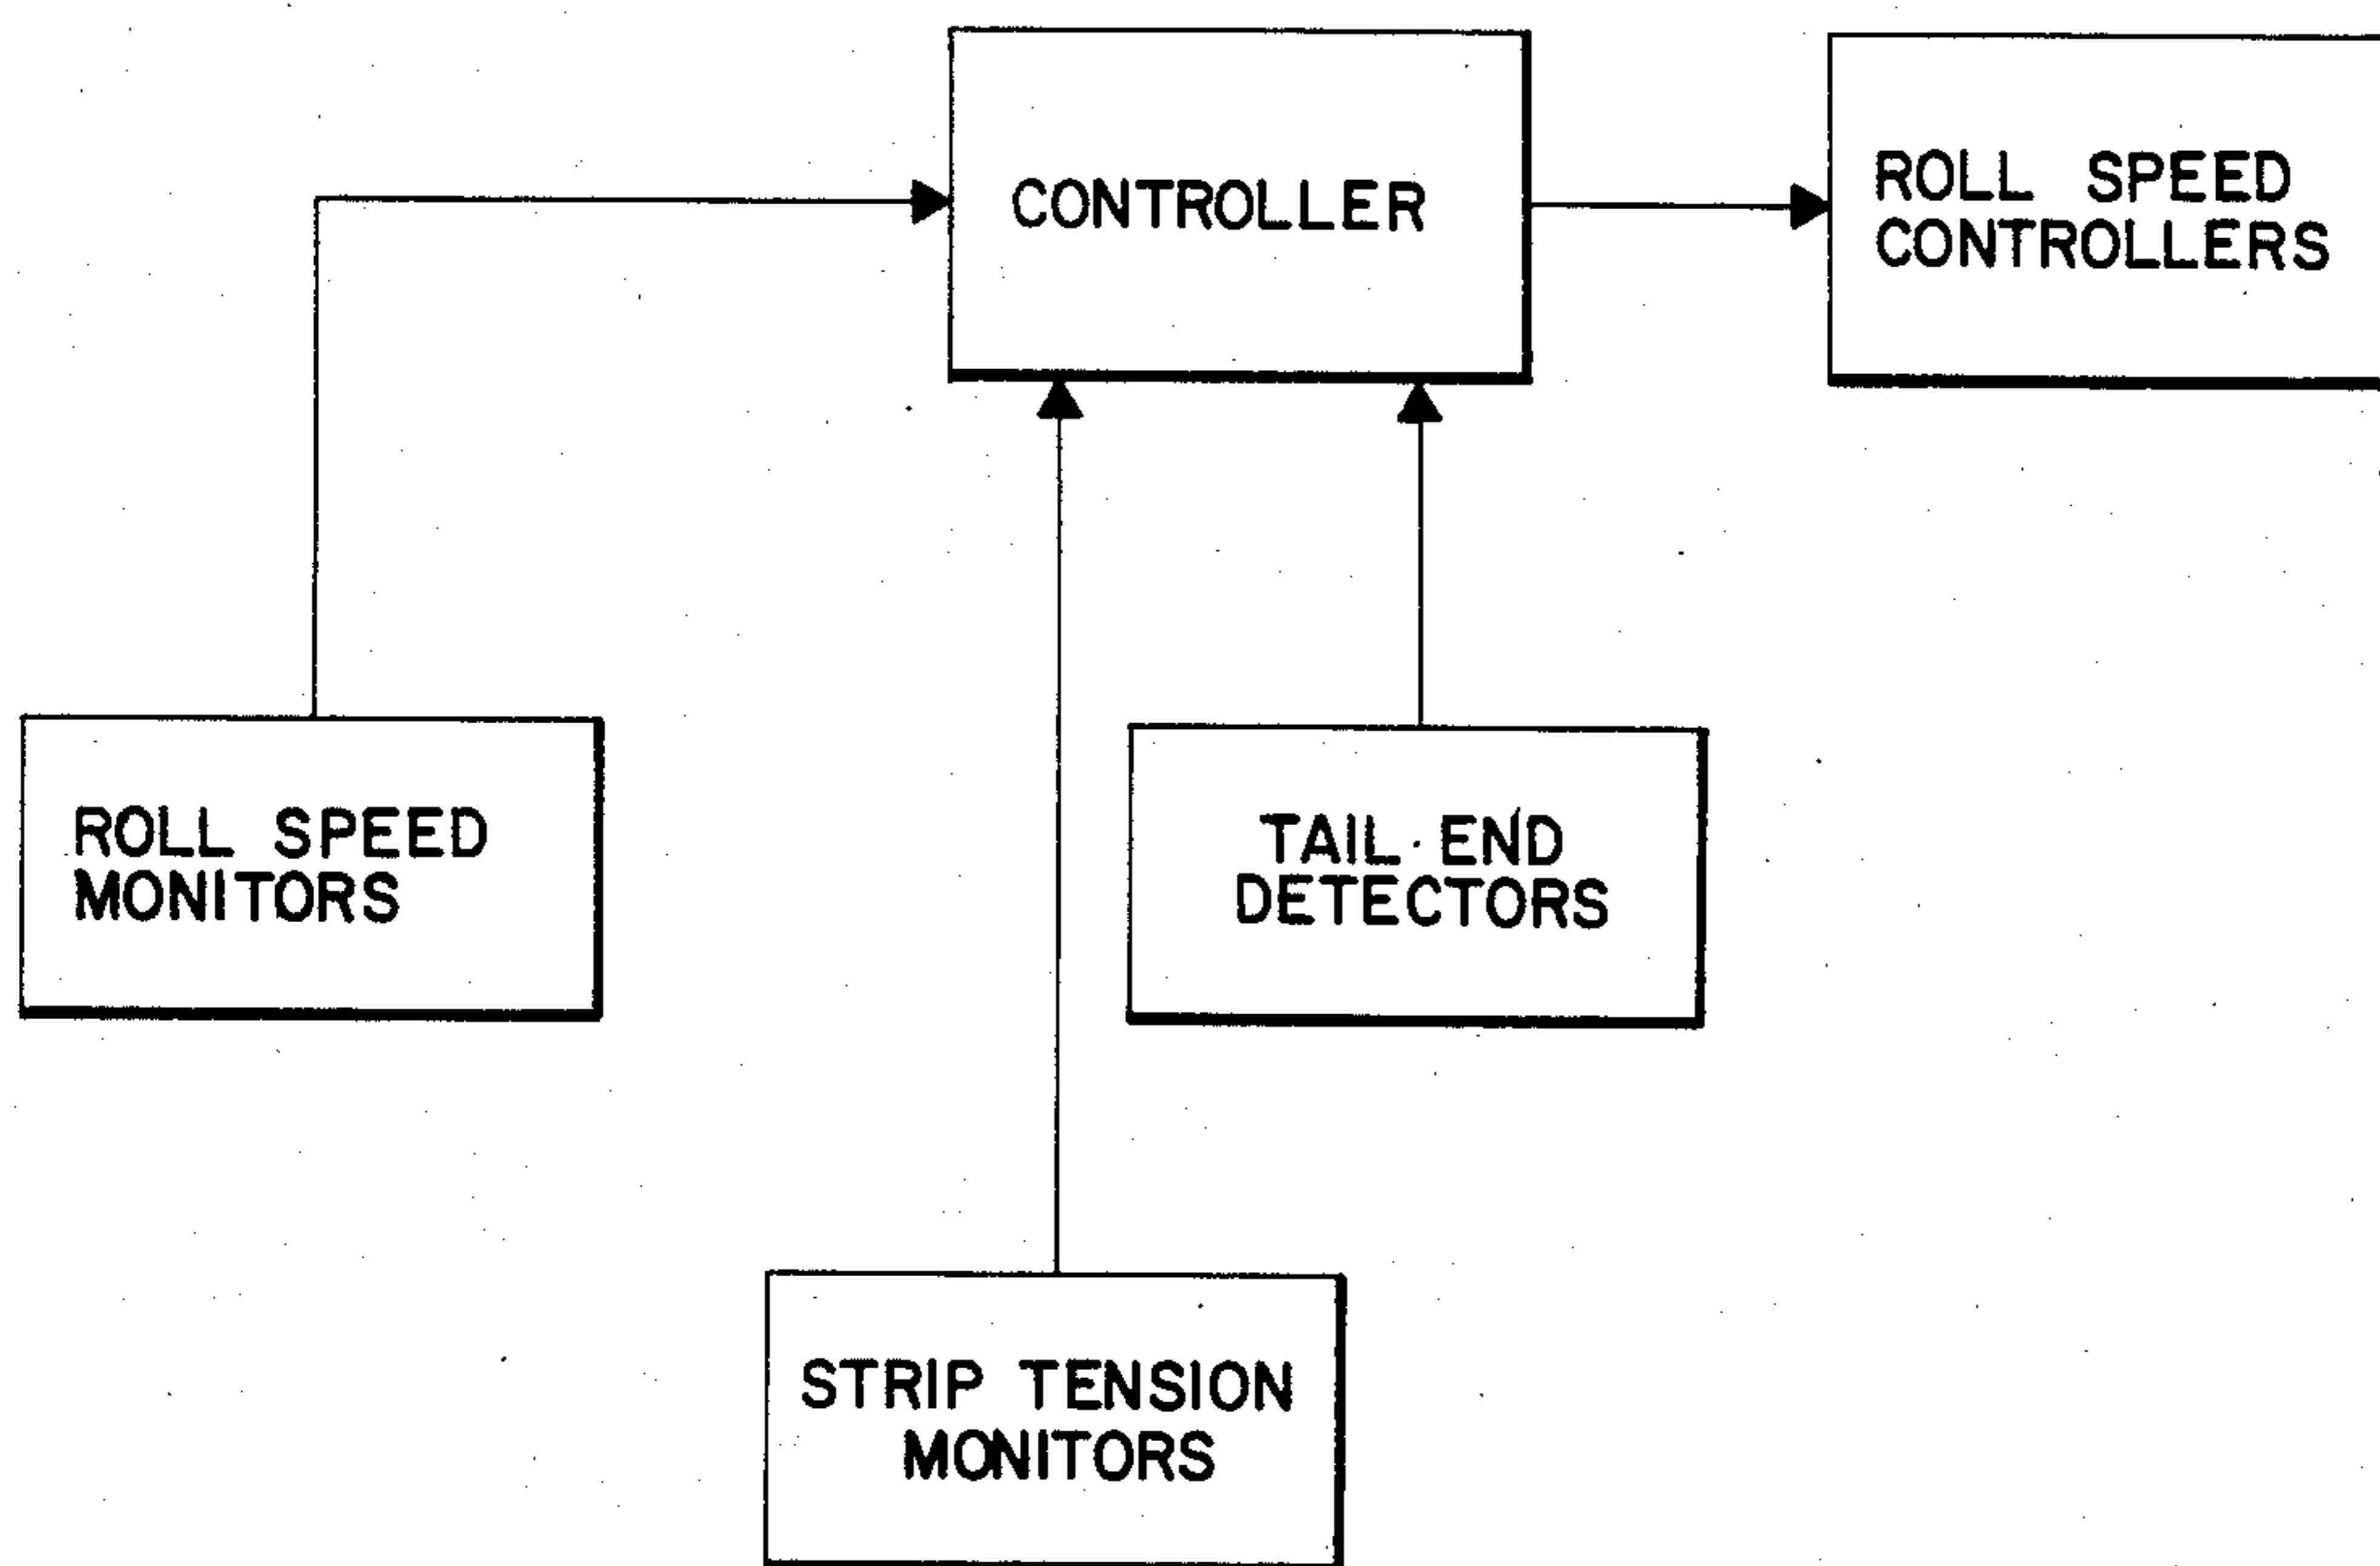 CONTROLLER
ROLL SPEED
CONTROLLERS
ROLL SPEED
MONITORS
TAIL END
DETECTORS
STRIP TENSION
MONITORS